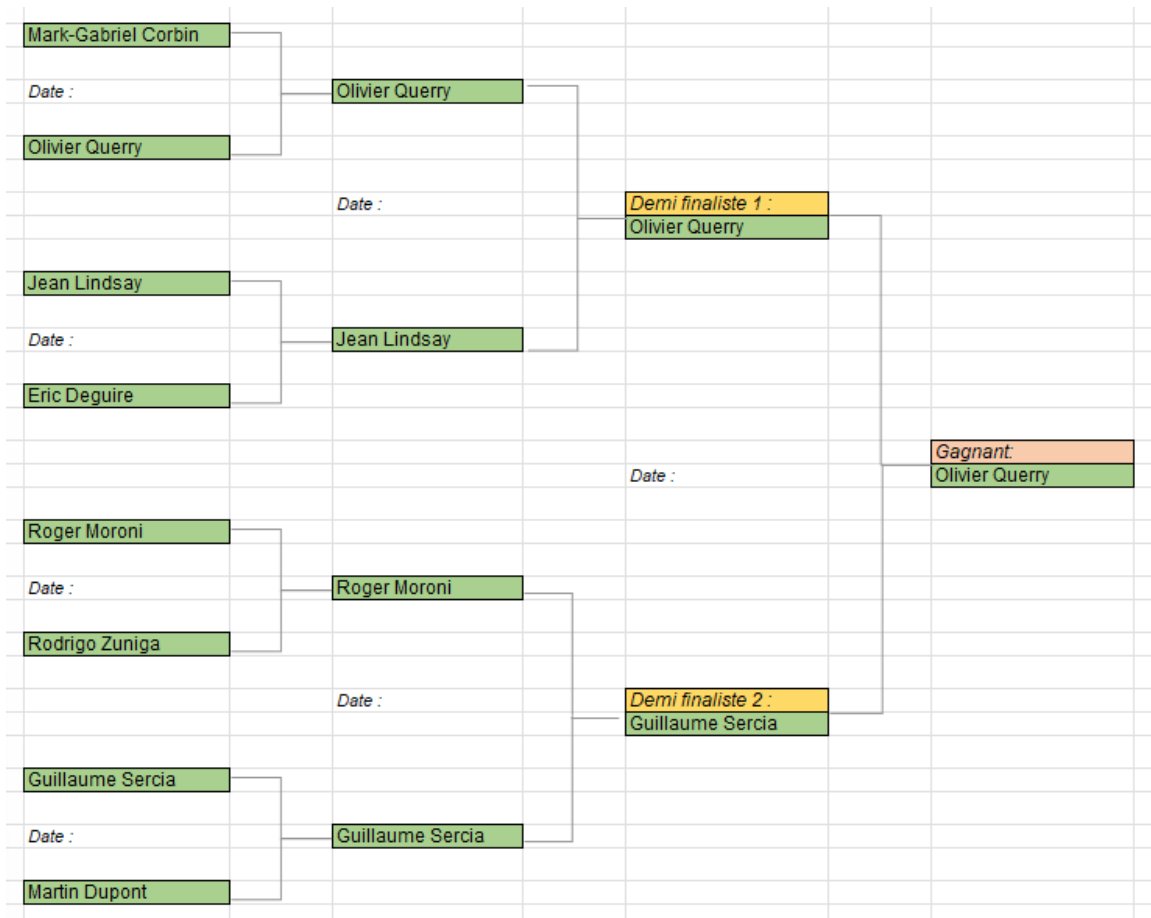 Mark-Gabriel Corbin
Date :
Olivier Querry
Olivier Querry
Date :
Demi finaliste 1 :
Olivier Querry
Jean Lindsay
Date :
Jean Lindsay
Eric Deguire
Gagnant:
Date :
Olivier Querry
Roger Moroni
Date :
Roger Moroni
Rodrigo Zuniga
Date :
Demi finaliste 2 :
Guillaume Sercia
Guillaume Sercia
Date :
Guillaume Sercia
Martin Dupont